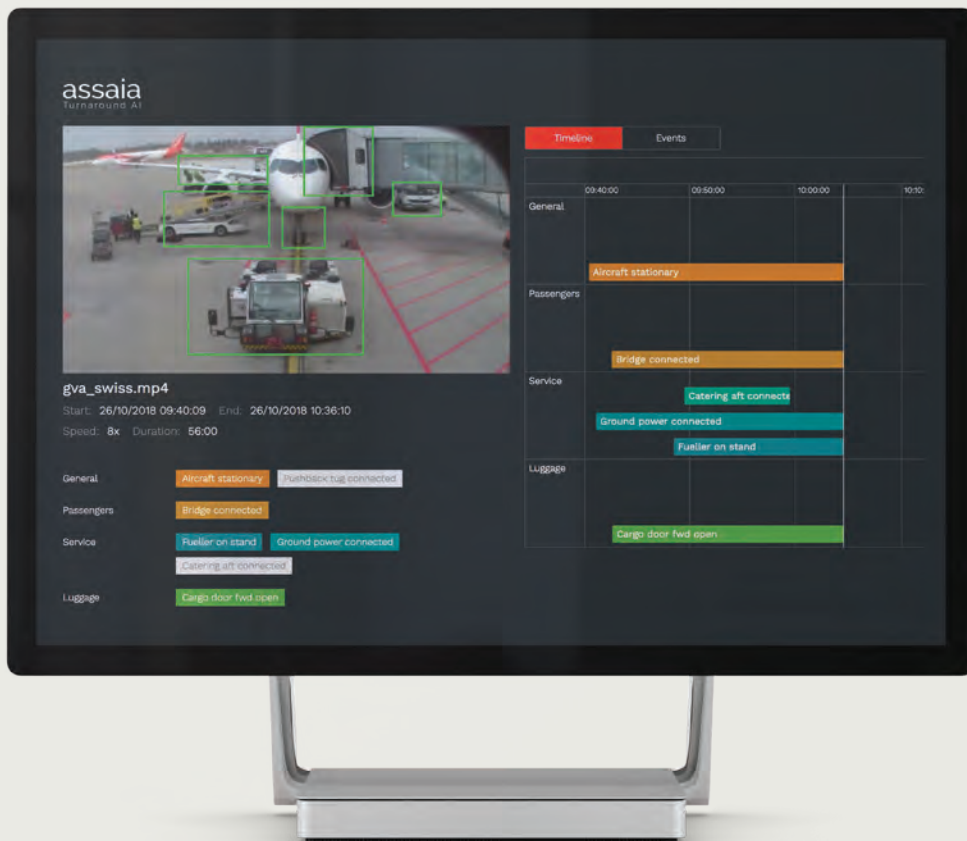 assaia
Turnaround AI
Timeline Events
09:40:00 09:50:00 10:00:00 10:10:
General
Aircraft stationary
Passengers
Bridge connected
Service
Catering aft connecte
Ground power connected
Fueller on stand
Luggage
Cargo door fwd open
gva_swiss.mp4
Start: 26/10/2018 09:40:09 End: 26/10/2018 10:36:10
Speed: 8x Duration: 56:00
General Aircraft stationary Pushback tug connected
Passengers Bridge connected
Service Fueller on stand Ground power connected
Catering aft connected
Luggage Cargo door fwd open